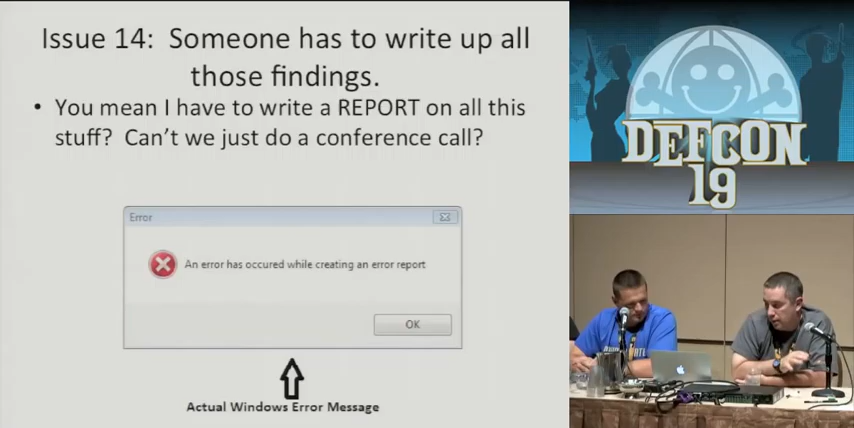 Issue 14: Someone has to write up all
those findings.
• You mean I have to write a REPORT on all this
stuff? Can't we just do a conference call?
Error
An error has occured while creating an error report
OK
Actual Windows Error Message
DEFCON
19